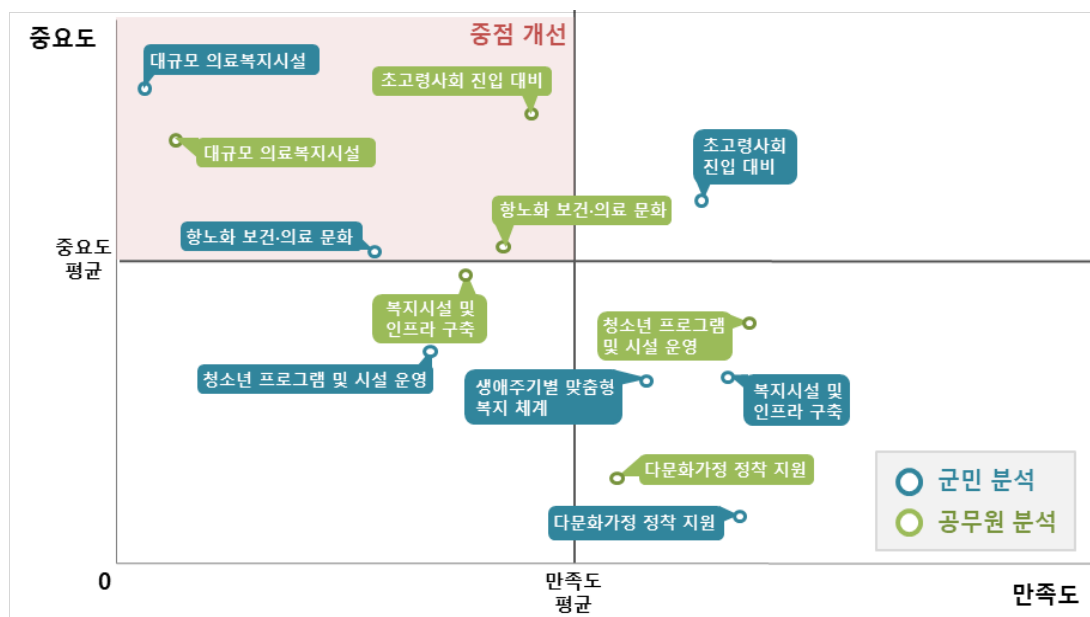 중요도
중점 개선
대규모 의료복지시설
초고령사회 진입 대비
대규모 의료복지시설
초고령사회
진입 대비
항노화 보건·의료 문화
항노화 보건·의료 문화
중요도
평균
복지시설 및
인프라 구축
청소년 프로그램
및 시설 운영
청소년 프로그램 및 시설 운영
생애주기별 맞춤형
복지 체계
복지시설 및
인프라 구축
다문화가정 정착 지원
다문화가정 정착 지원
군민 분석
공무원 분석
0
만족도
평균
만족도